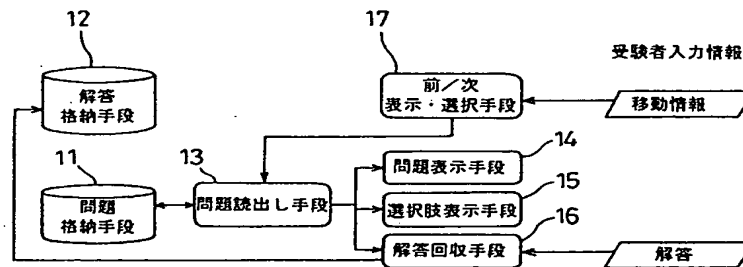 12
17
受験者入力情報
解答
格納手段
前/次
表示・選択手段
移動情報
14
11
13
問題表示手段
15
問題
格納手段
問題読出し手段
選択肢表示手段
16
解答回収手段
解答